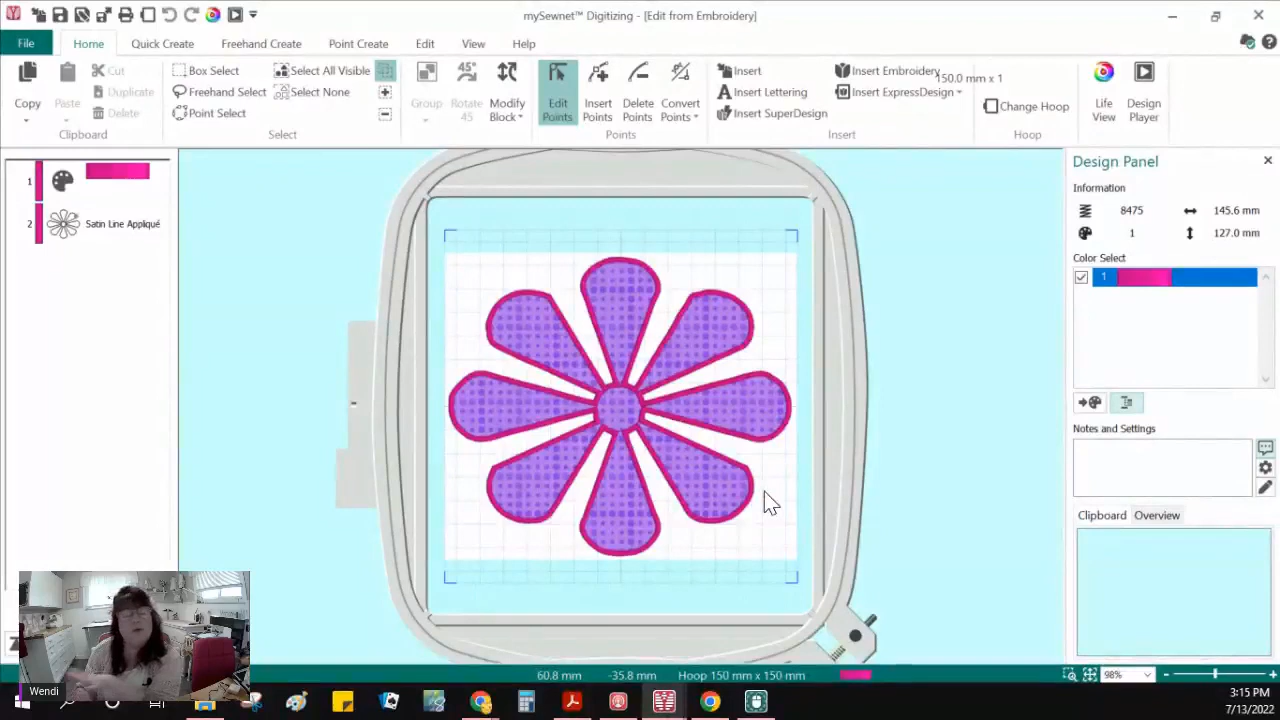 mySewnet™ Digitizing - [Edit from Embroidery]
File Home Quick Create Freehand Create Point Create Edit View Help
Copy
Paste
Cut
Duplicate
Delete
Clipboard
Box Select
Freehand Select
Point Select
Select All Visible
Select None
Select
Group
Rotate 45
Modify Block
Edit Points
Insert Points
Delete Points
Convert Points
Points
Insert
Insert Lettering
Insert SuperDesign
Insert Embroidery
Insert ExpressDesign
Insert
150.0 mm x 1
Change Hoop
Hoop
Life View
Design Player
1
2 Satin Line Appliqué
Design Panel
Information
8475 145.6 mm
1 127.0 mm
Color Select
1
Notes and Settings
Clipboard Overview
Wendi
60.8 mm -35.8 mm Hoop 150 mm x 150 mm 98%
3:15 PM
7/13/2022